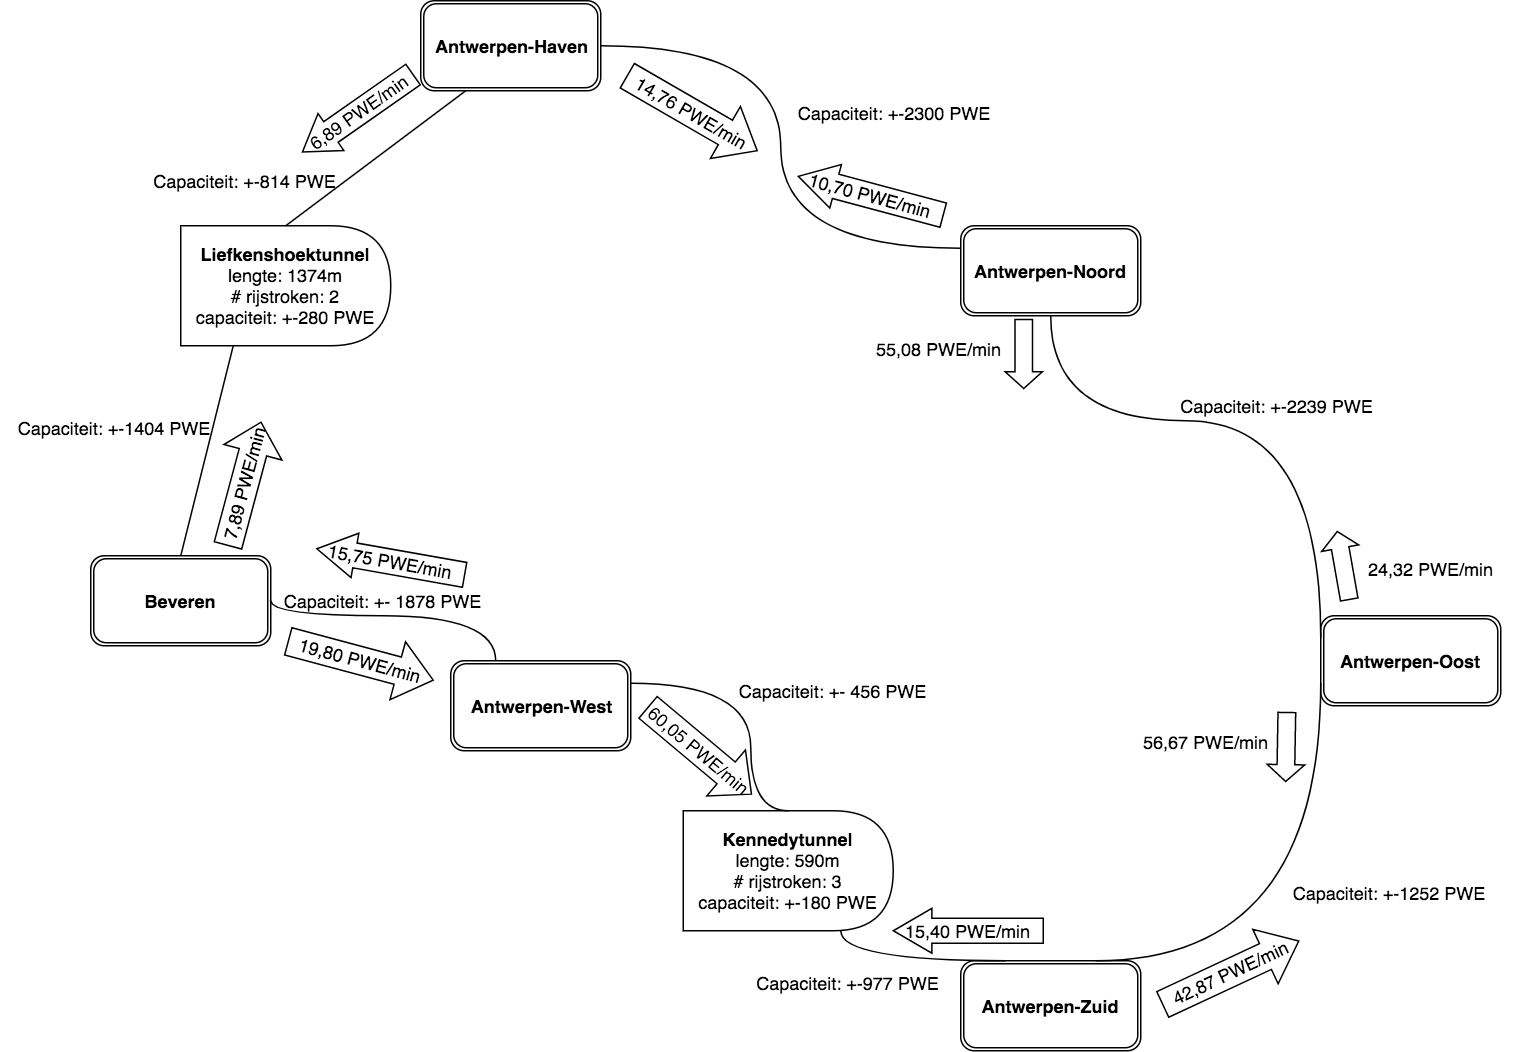 Antwerpen-Haven
6,89 PWE/min
14,76 PWE/min
Capaciteit: +-2300 PWE
Capaciteit: +-814 PWE
10,70 PWE/min
Liefkenshoektunnel
lengte: 1374m
# rijstroken: 2
capaciteit: +-280 PWE
Antwerpen-Noord
55,08 PWE/min
Capaciteit: +-2239 PWE
Capaciteit: +-1404 PWE
7,89 PWE/min
15,75 PWE/min
24,32 PWE/min
Beveren
Capaciteit: +- 1878 PWE
19,80 PWE/min
Antwerpen-Oost
Antwerpen-West
Capaciteit: +- 456 PWE
60,05 PWE/min
56,67 PWE/min
Kennedytunnel
lengte: 590m
# rijstroken: 3
capaciteit: +-180 PWE
Capaciteit: +-1252 PWE
15,40 PWE/min
Capaciteit: +-977 PWE
42,87 PWE/min
Antwerpen-Zuid